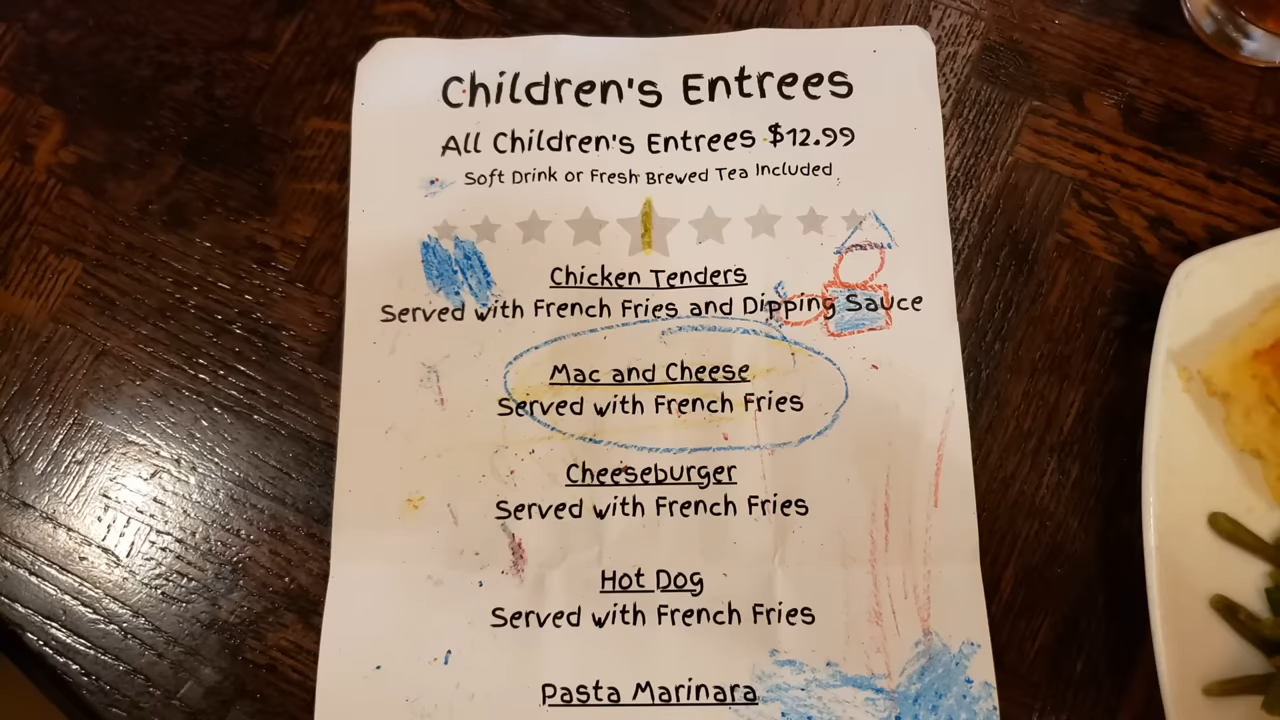 Children's Entrees
All Children's Entrees $12.99
Soft Drink or Fresh Brewed Tea Included
Chicken Tenders
Served with French Fries and Dipping Sauce
Mac and Cheese
Served with French Fries
Cheeseburger
Served with French Fries
Hot Dog
Served with French Fries
Pasta Marinara